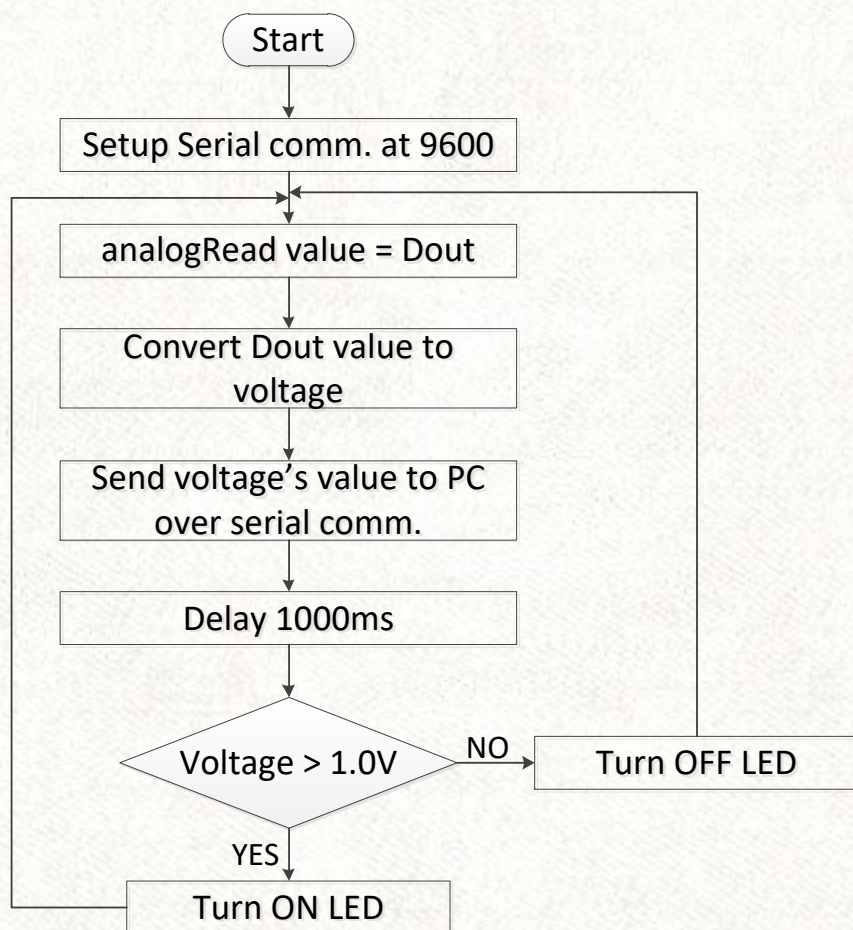 Start
Setup Serial comm. at 9600
analogRead value = Dout
Convert Dout value to
voltage
Send voltage’s value to PC
over serial comm.
Delay 1000ms
Voltage > 1.0V
NO
Turn OFF LED
YES
Turn ON LED